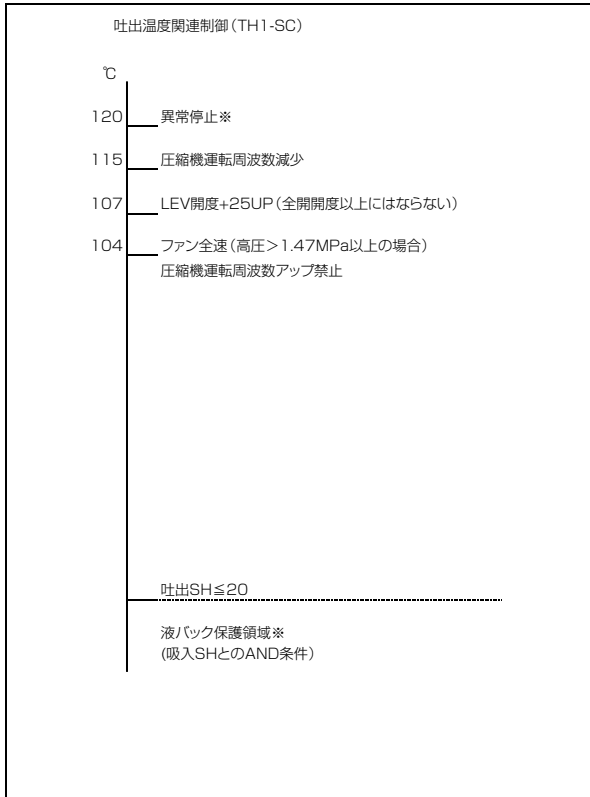 吐出温度関連制御(TH1-SC)
℃
120 異常停止※
115 圧縮機運転周波数減少
107 LEV開度+25UP(全開開度以上にはならない)
104 ファン全速(高圧>1.47MPa以上の場合)
圧縮機運転周波数アップ禁止
吐出SH≦20
液バック保護領域※
(吸入SHとのAND条件)